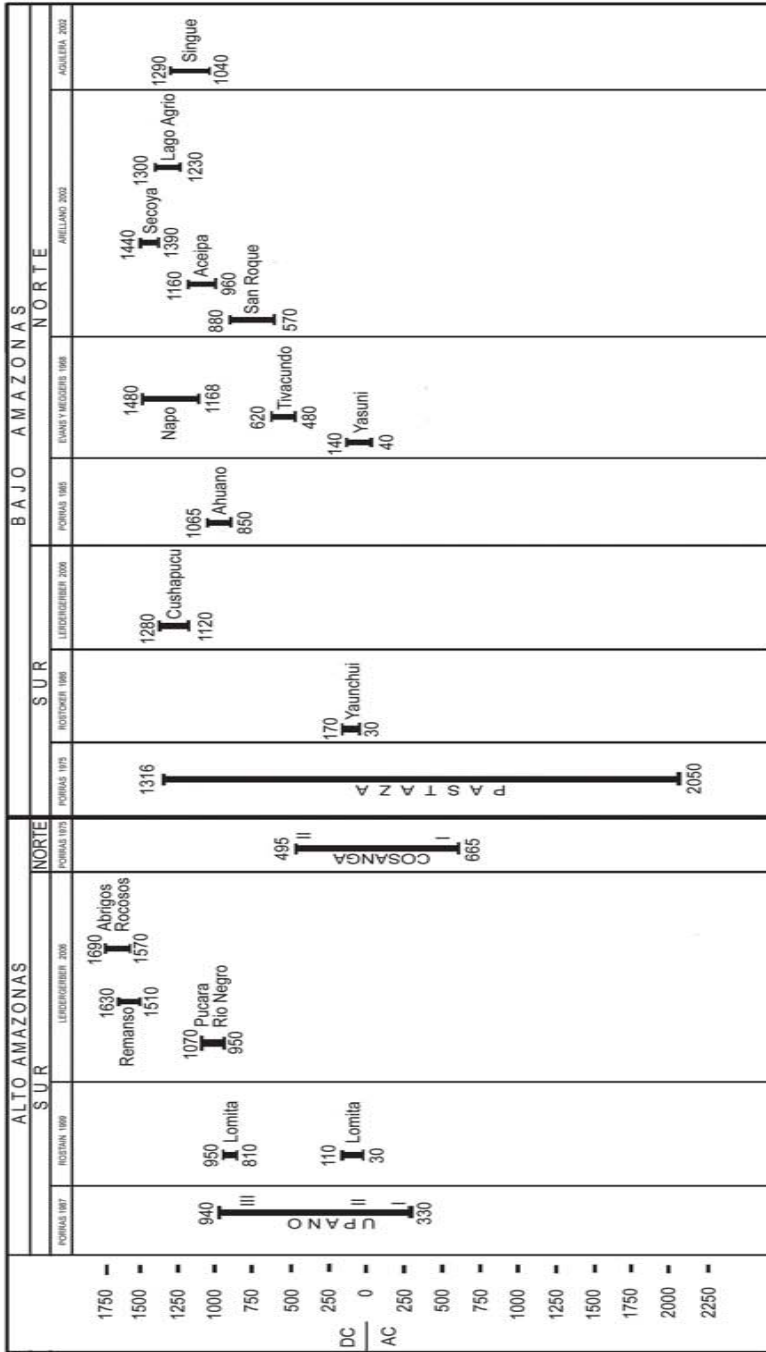 ALTO AMAZONAS
BAJO AMAZONAS
SUR
NORTE
SUR
NORTE
PORRAS 1987
ROSTAIN 1999
LERDERGERBER 2006
PORRAS 1975
PORRAS 1975
ROSTOKER 1986
LERDERGERBER 2006
PORRAS 1985
EVANS Y MEGGERS 1968
ARELLANO 2002
AGUILERA 2002
1750
1500
1250
1000
750
500
250
0
250
500
750
1000
1250
1500
1750
2000
2250
DC
AC
940
UPANO
III
II
I
330
950
Lomita
810
110
Lomita
30
1630
Remanso
1510
1690
Abrigos
Rocosos
1570
1070
Pucara
Rio Negro
950
495
II
COSANGA
I
665
1316
PASTAZA
2050
170
Yaunchui
30
1280
Cushapucu
1120
1065
Ahuano
850
1480
Napo
1168
620
Tivacundo
480
140
Yasuni
40
880
San Roque
570
1160
Aceipa
960
1440
Secoya
1390
1300
Lago Agrio
1230
1290
Singue
1040